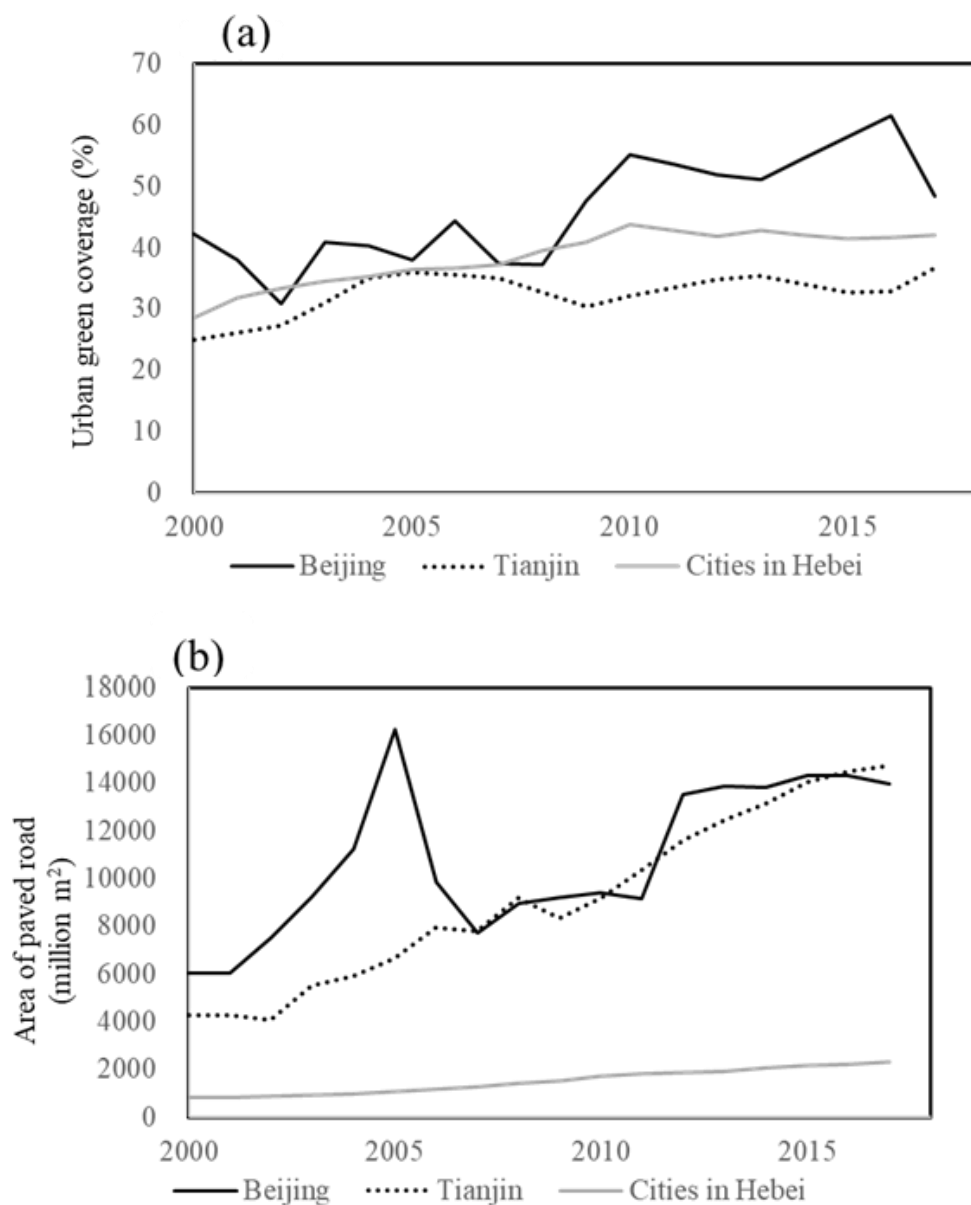 (a)
70
60
50
40
30
20
10
0
Urban green coverage (%)
2000 2005 2010 2015
Beijing Tianjin Cities in Hebei
(b)
18000
16000
14000
12000
10000
8000
6000
4000
2000
0
Area of paved road
(million m²)
2000 2005 2010 2015
Beijing Tianjin Cities in Hebei